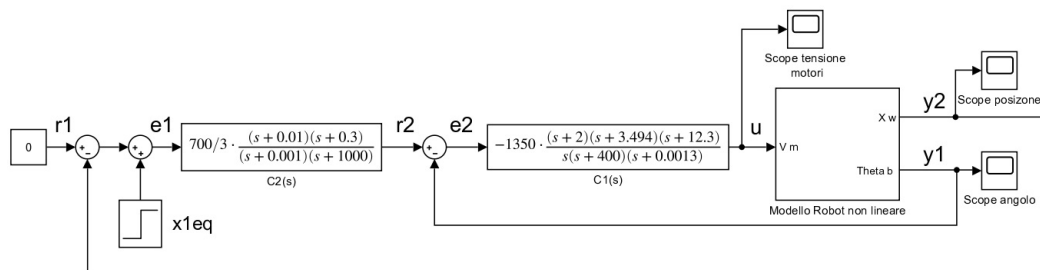 Scope tensione
motori
r1
e1
r2
e2
u
y2
y1
Scope posizone
0
+
−
+
+
700/3 · (s + 0.01)(s + 0.3) / (s + 0.001)(s + 1000)
C2(s)
+
−
−1350 · (s + 2)(s + 3.494)(s + 12.3) / s(s + 400)(s + 0.0013)
C1(s)
V m
X w
Theta b
Modello Robot non lineare
Scope angolo
x1eq